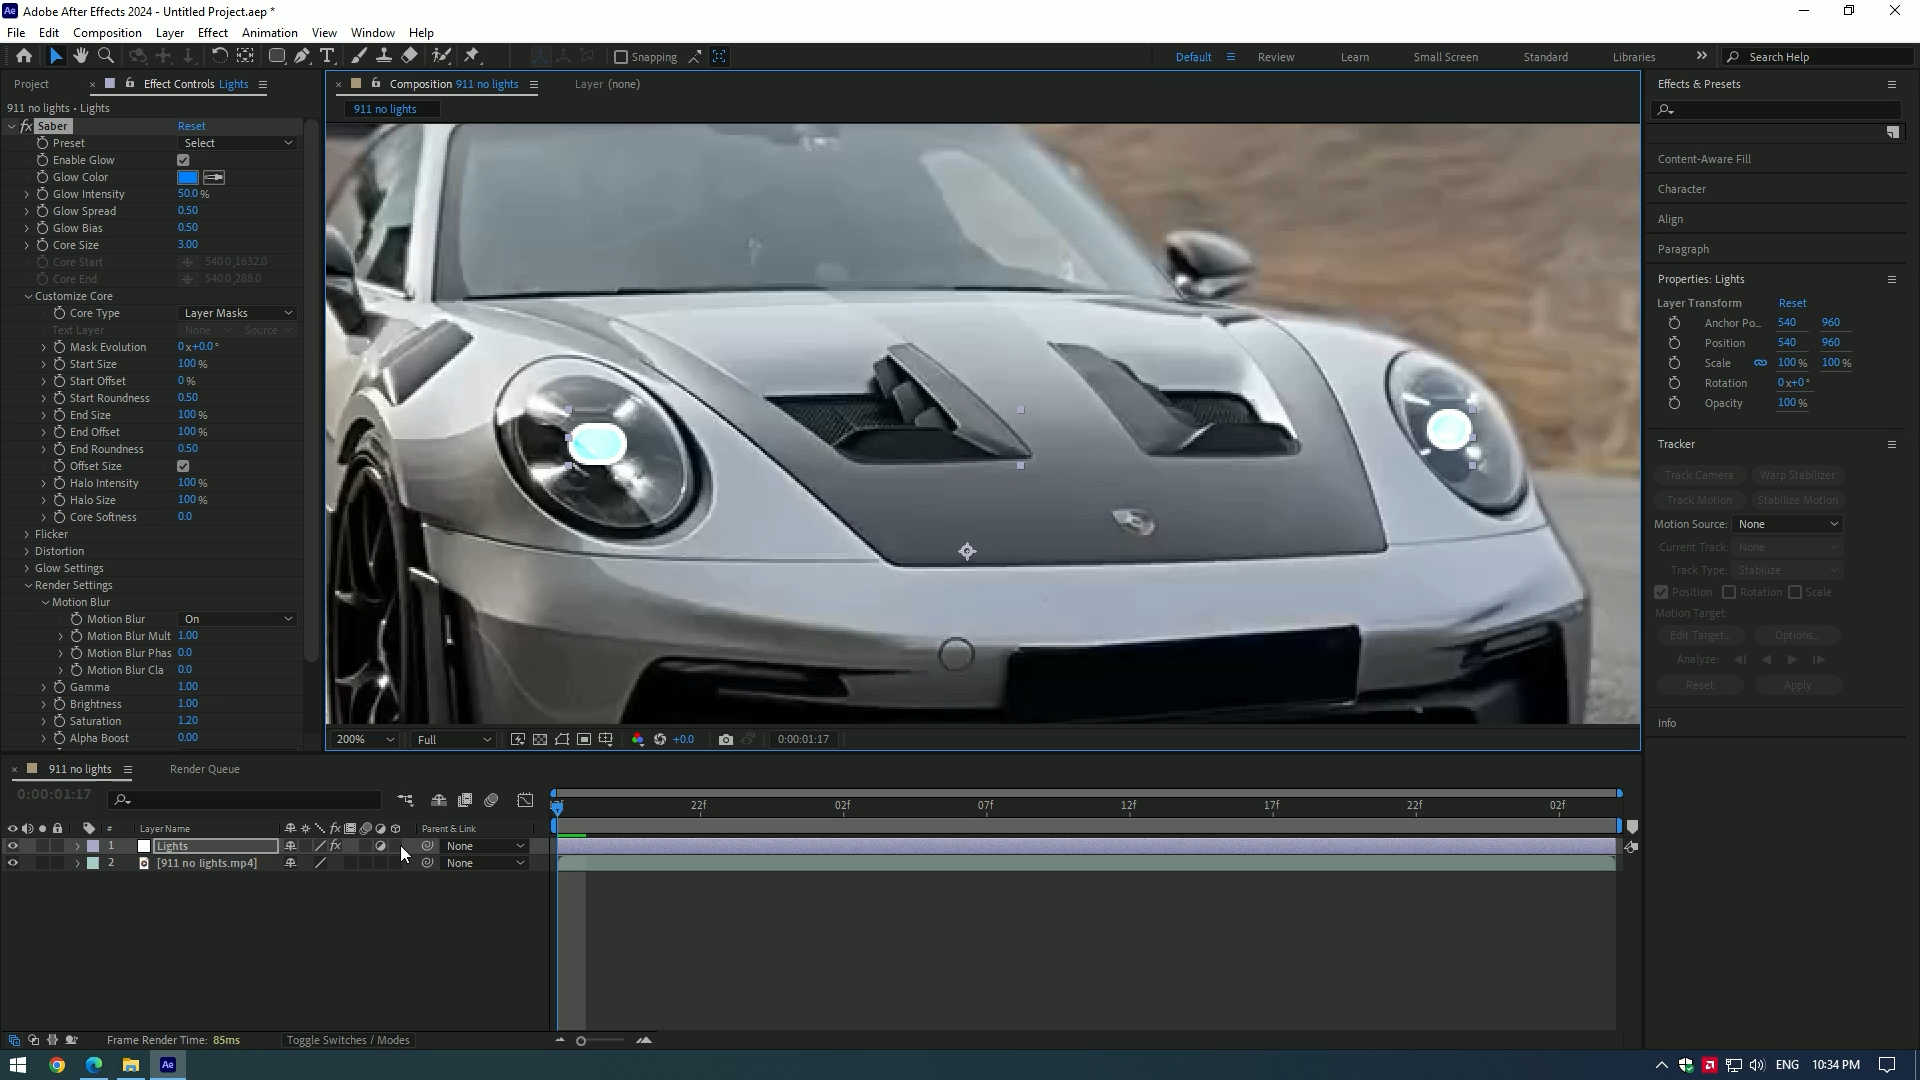 Adobe After Effects 2024 - Untitled Project.aep *
File Edit Composition Layer Effect Animation View Window Help
Snapping
Default Review Learn Small Screen Standard Libraries Search Help
Project Effect Controls Lights
911 no lights • Lights
fx Saber Reset
Preset Select
Enable Glow
Glow Color
Glow Intensity 50.0 %
Glow Spread 0.50
Glow Bias 0.50
Core Size 3.00
Core Start 540.0,1632.0
Core End 540.0,288.0
Customize Core
Core Type Layer Masks
Text Layer None Source
Mask Evolution 0x+0.0°
Start Size 100 %
Start Offset 0 %
Start Roundness 0.50
End Size 100 %
End Offset 100 %
End Roundness 0.50
Offset Size
Halo Intensity 100 %
Halo Size 100 %
Core Softness 0.0
Flicker
Distortion
Glow Settings
Render Settings
Motion Blur
Motion Blur On
Motion Blur Mult 1.00
Motion Blur Phas 0.0
Motion Blur Cla 0.0
Gamma 1.00
Brightness 1.00
Saturation 1.20
Alpha Boost 0.00
Composition 911 no lights Layer (none)
911 no lights
200% Full +0.0 0:00:01:17
Effects & Presets
Content-Aware Fill
Character
Align
Paragraph
Properties: Lights
Layer Transform Reset
Anchor Po... 540 960
Position 540 960
Scale 100 % 100 %
Rotation 0x+0°
Opacity 100 %
Tracker
Track Camera Warp Stabilizer
Track Motion Stabilize Motion
Motion Source: None
Current Track: None
Track Type: Stabilize
Position Rotation Scale
Motion Target:
Edit Target... Options...
Analyze:
Reset Apply
Info
911 no lights Render Queue
0:00:01:17
22f 02f 07f 12f 17f 22f 02f
# Layer Name fx Parent & Link
1 Lights fx None
2 [911 no lights.mp4] None
Frame Render Time: 85ms Toggle Switches / Modes
ENG 10:34 PM